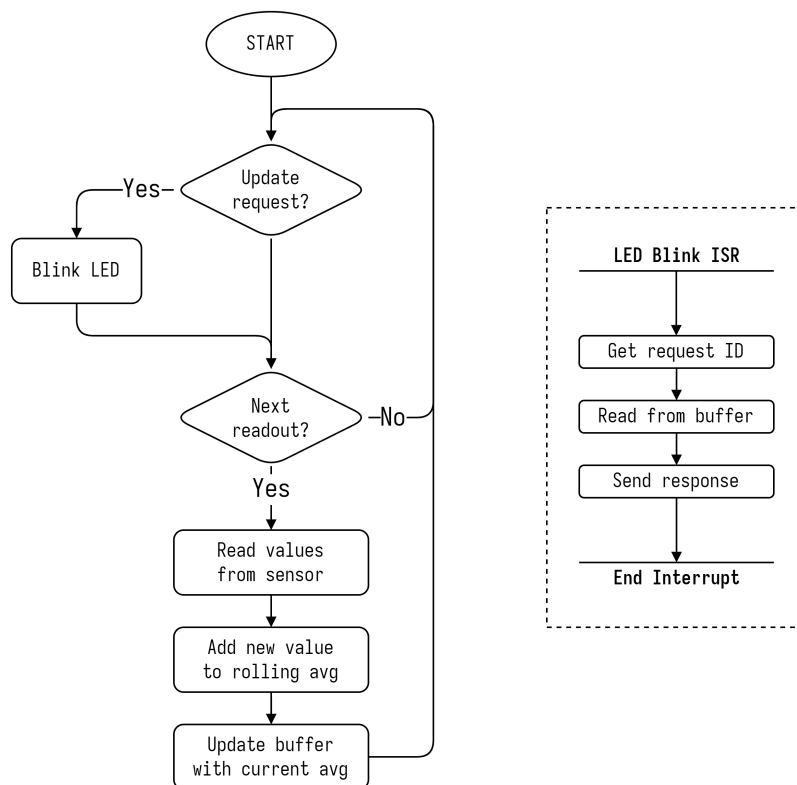 START
Update
request?
Yes
Blink LED
Next
readout?
No
Yes
Read values
from sensor
Add new value
to rolling avg
Update buffer
with current avg
LED Blink ISR
Get request ID
Read from buffer
Send response
End Interrupt